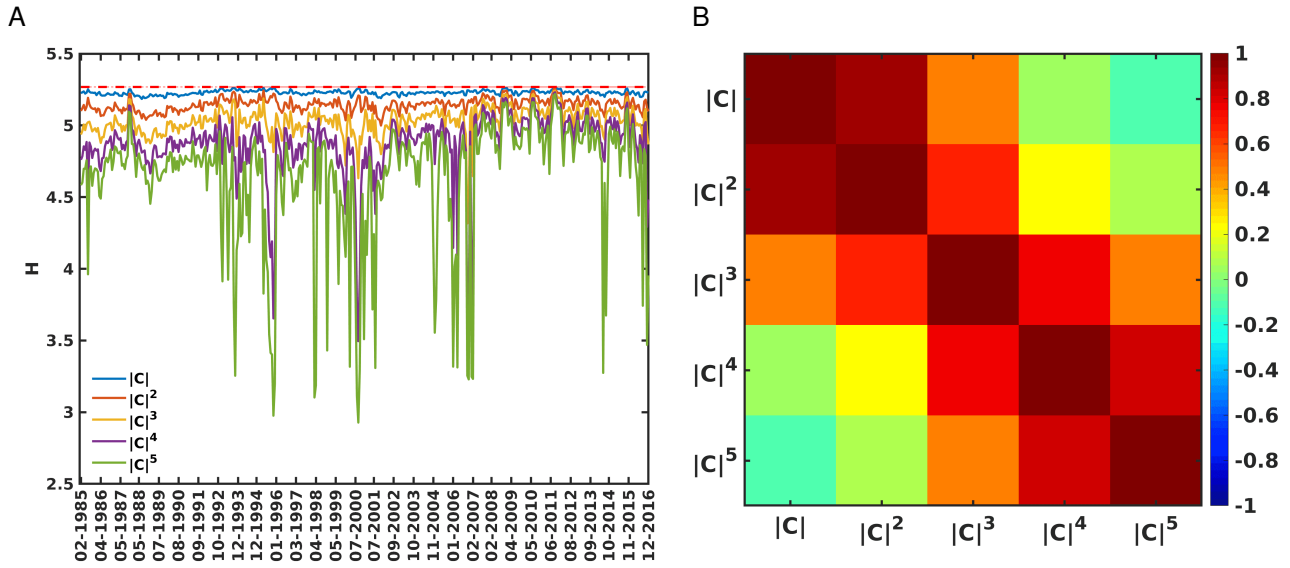 A
5.5
5
4.5
4
3.5
3
2.5
H
|C|
|C|²
|C|³
|C|⁴
|C|⁵
02-1985
04-1986
05-1987
05-1988
07-1989
08-1990
09-1991
10-1992
12-1993
12-1994
01-1996
03-1997
04-1998
05-1999
07-2000
07-2001
09-2002
10-2003
11-2004
01-2006
02-2007
02-2008
04-2009
05-2010
06-2011
08-2012
09-2013
10-2014
11-2015
12-2016
B
|C|
|C|²
|C|³
|C|⁴
|C|⁵
|C|
|C|²
|C|³
|C|⁴
|C|⁵
1
0.8
0.6
0.4
0.2
0
-0.2
-0.4
-0.6
-0.8
-1